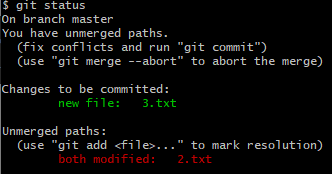 $ git status
On branch master
You have unmerged paths.
  (fix conflicts and run "git commit")
  (use "git merge --abort" to abort the merge)
Changes to be committed:
        new file:   3.txt
Unmerged paths:
  (use "git add <file>..." to mark resolution)
        both modified:   2.txt